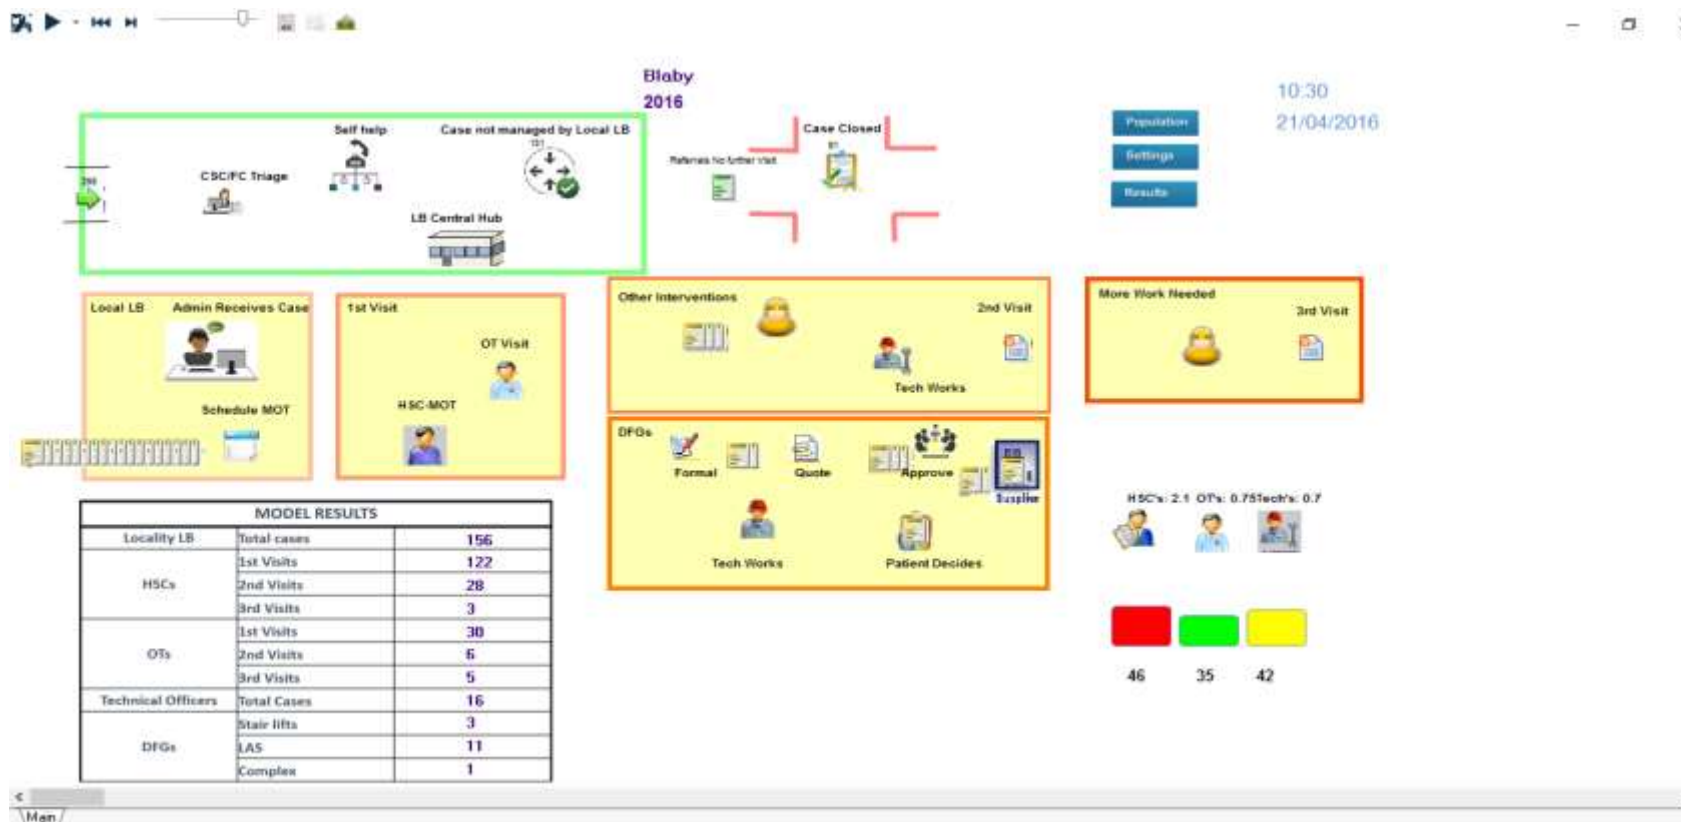 Blaby
2016
10:30
21/04/2016
Self help
Case not managed by Local LB
CSC/FC Triage
LB Central Hub
Referrals No further visit
Case Closed
Population
Settings
Results
Local LB
Admin Receives Case
Schedule MOT
1st Visit
OT Visit
HSC-MOT
Other Interventions
2nd Visit
Tech Works
More Work Needed
3rd Visit
DFGs
Formal
Quote
Approve
Supplier
Tech Works
Patient Decides
HSC's: 2.1 OT's: 0.75Tech's: 0.7
46 35 42
MODEL RESULTS
Locality LB Total cases 156
HSCs
1st Visits 122
2nd Visits 28
3rd Visits 3
OTs
1st Visits 30
2nd Visits 6
3rd Visits 5
Technical Officers Total Cases 16
DFGs
Stair lifts 3
LAS 11
Complex 1
Main